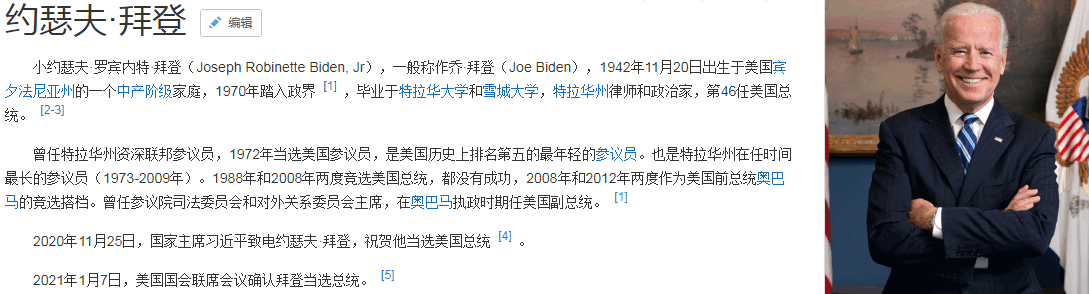 约瑟夫·拜登
编辑
小约瑟夫·罗宾内特·拜登（Joseph Robinette Biden, Jr），一般称作乔·拜登（Joe Biden），1942年11月20日出生于美国宾
夕法尼亚州的一个中产阶级家庭，1970年踏入政界 [1] ，毕业于特拉华大学和雪城大学，特拉华州律师和政治家，第46任美国总
统。 [2-3]
曾任特拉华州资深联邦参议员，1972年当选美国参议员，是美国历史上排名第五的最年轻的参议员。也是特拉华州在任时间
最长的参议员（1973-2009年）。1988年和2008年两度竞选美国总统，都没有成功，2008年和2012年两度作为美国前总统奥巴
马的竞选搭档。曾任参议院司法委员会和对外关系委员会主席，在奥巴马执政时期任美国副总统。 [1]
2020年11月25日，国家主席习近平致电约瑟夫·拜登，祝贺他当选美国总统 [4] 。
2021年1月7日，美国国会联席会议确认拜登当选总统。 [5]